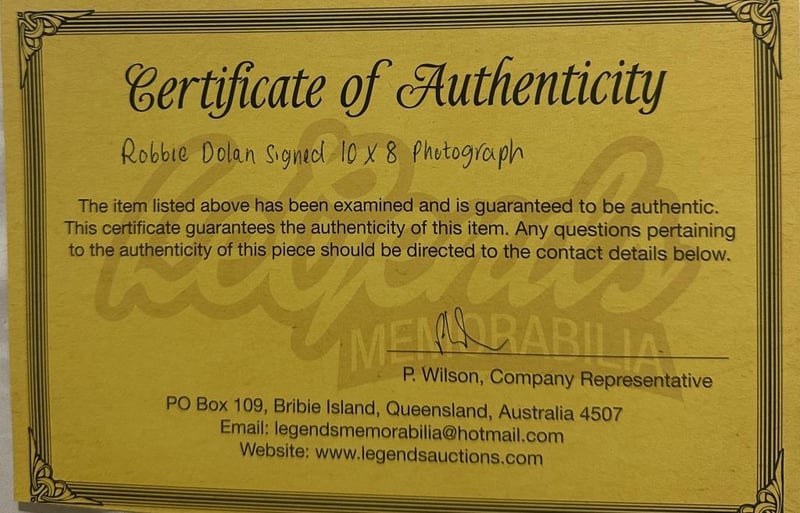 Certificate of Authenticity
Robbie Dolan Signed 10 x 8 Photograph
The item listed above has been examined and is guaranteed to be authentic.
This certificate guarantees the authenticity of this item. Any questions pertaining
to the authenticity of this piece should be directed to the contact details below.
Legends
MEMORABILIA
P. Wilson, Company Representative
PO Box 109, Bribie Island, Queensland, Australia 4507
Email: legendsmemorabilia@hotmail.com
Website: www.legendsauctions.com